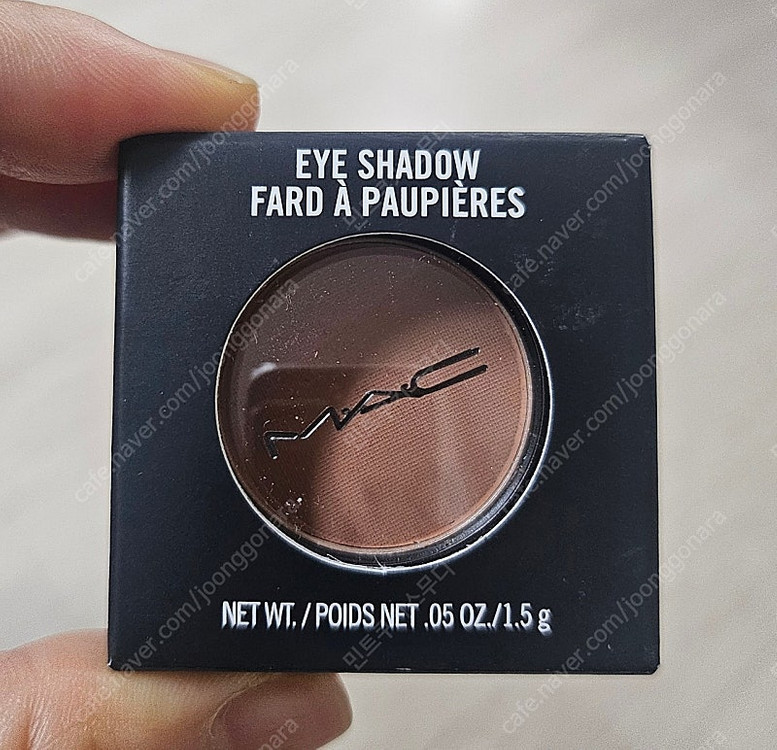 EYE SHADOW
FARD À PAUPIÈRES
MAC
NET WT. / POIDS NET .05 OZ./1.5 g
cafe.naver.com/joonggonara